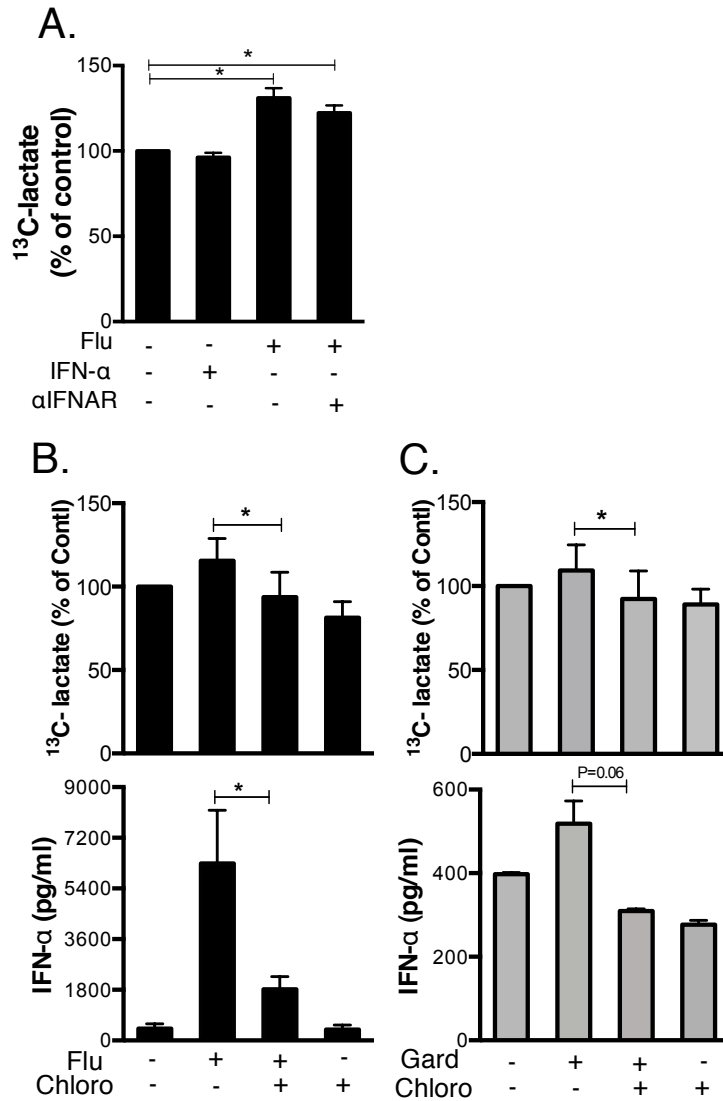 A.
¹³C-lactate
(% of control)
150
100
50
0
*
*
Flu - - + +
IFN-α - + - -
αIFNAR - - - +
B.
¹³C- lactate (% of Contl)
150
100
50
0
*
IFN-α (pg/ml)
9000
7200
5400
3600
1800
0
*
Flu - + + -
Chloro - - + +
C.
¹³C- lactate (% of Contl)
150
100
50
0
*
IFN-α (pg/ml)
600
400
200
0
P=0.06
Gard - + + -
Chloro - - + +